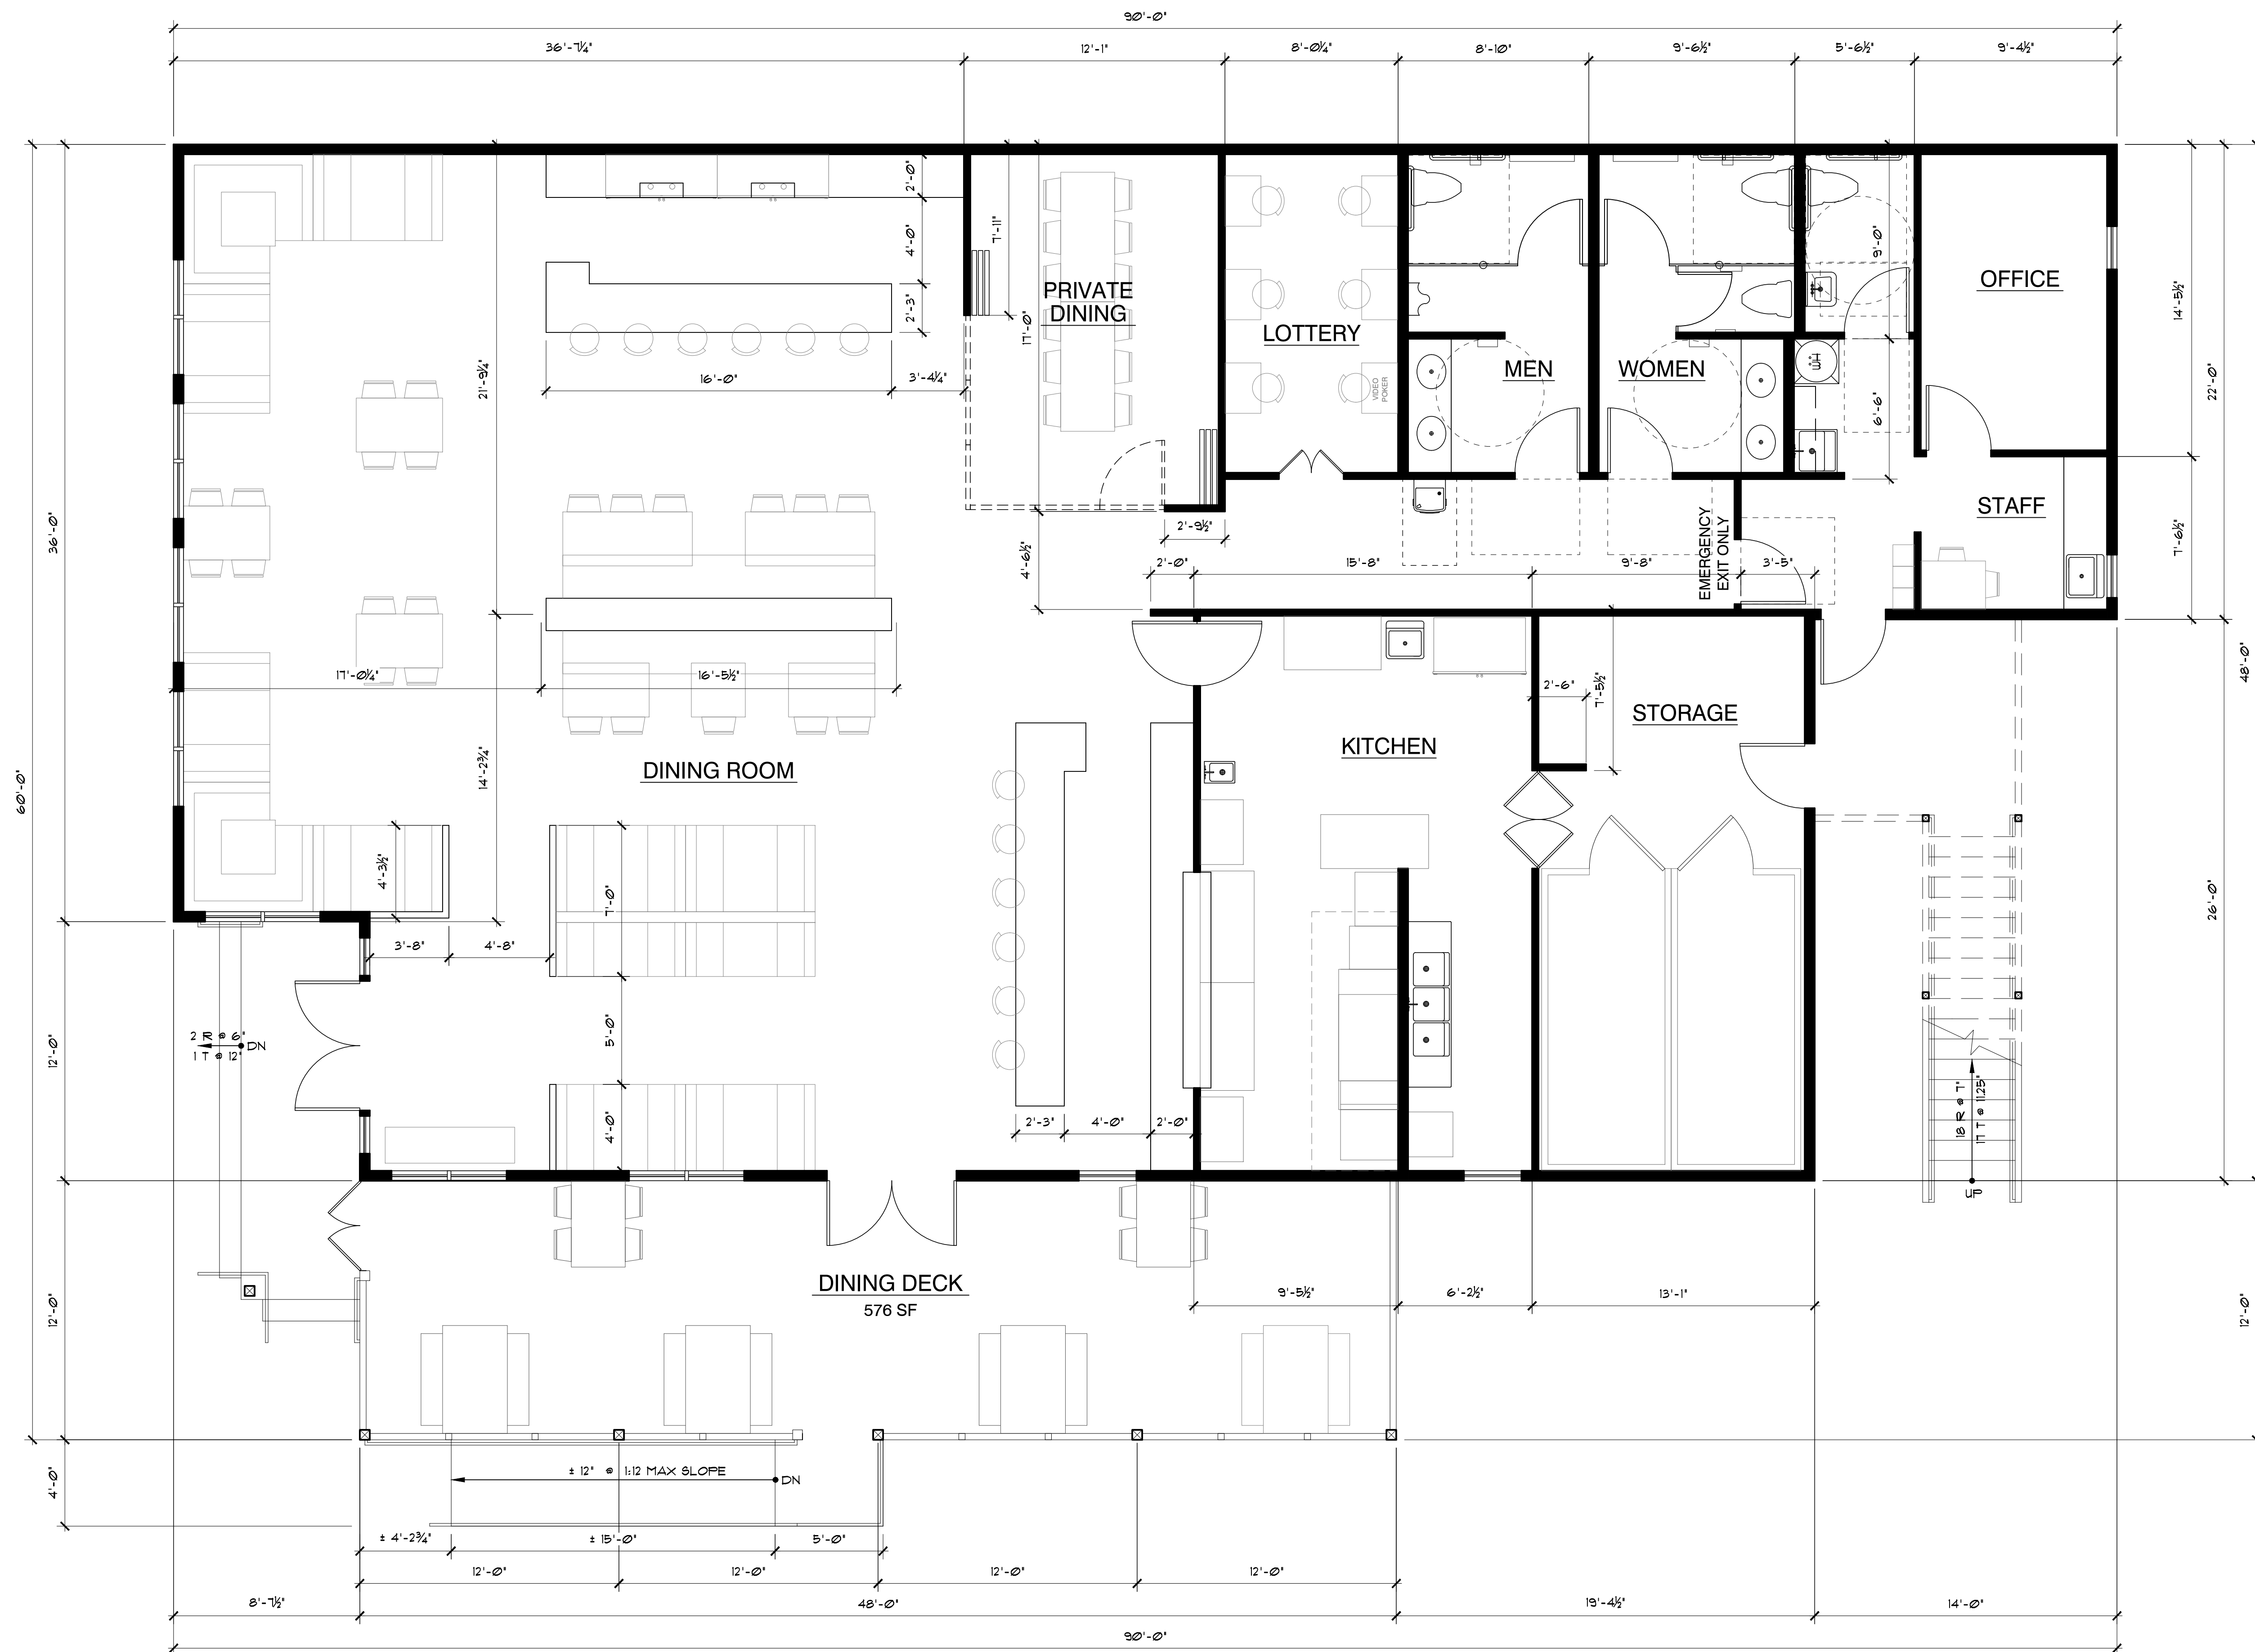 90'-0"
36'-7¼"
12'-1"
8'-0¼"
8'-10"
9'-6½"
5'-6½"
9'-4½"
2'-0"
4'-0"
2'-3"
7'-11"
17'-0"
9'-0"
6'-6"
14'-5½"
22'-0"
7'-6½"
48'-0"
26'-0"
12'-0"
60'-0"
36'-0"
12'-0"
12'-0"
4'-0"
21'-9¼"
14'-2¾"
16'-0"
3'-4¼"
PRIVATE
DINING
LOTTERY
VIDEO
POKER
MEN
WOMEN
WH
OFFICE
STAFF
2'-9½"
4'-6½"
2'-0"
15'-8"
9'-8"
3'-5"
EMERGENCY
EXIT ONLY
17'-0¼"
16'-5½"
2'-6"
7'-5½"
STORAGE
KITCHEN
DINING ROOM
4'-3½"
7'-0"
3'-8"
4'-8"
5'-0"
4'-0"
2 R @ 6"
1 T @ 12"
DN
2'-3"
4'-0"
2'-0"
18 R @ 7"
17 T @ 11.25"
UP
DINING DECK
576 SF
9'-5½"
6'-2½"
13'-1"
± 12" @ 1:12 MAX SLOPE
DN
± 4'-2¾"
± 15'-0"
5'-0"
12'-0"
12'-0"
12'-0"
12'-0"
8'-7½"
48'-0"
19'-4½"
14'-0"
90'-0"